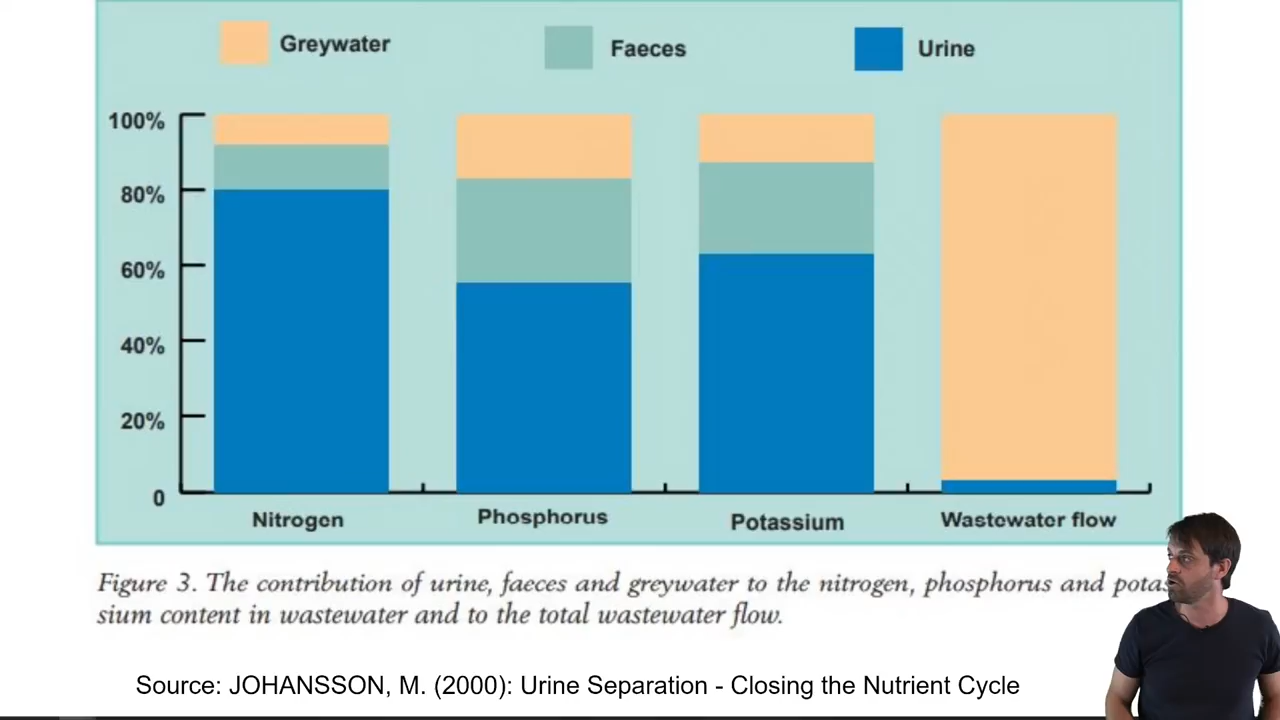 Greywater Faeces Urine
100%
80%
60%
40%
20%
0
Nitrogen Phosphorus Potassium Wastewater flow
Figure 3. The contribution of urine, faeces and greywater to the nitrogen, phosphorus and potas
sium content in wastewater and to the total wastewater flow.
Source: JOHANSSON, M. (2000): Urine Separation - Closing the Nutrient Cycle